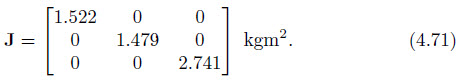 J = [1.522 0 0
0 1.479 0
0 0 2.741] kgm². (4.71)